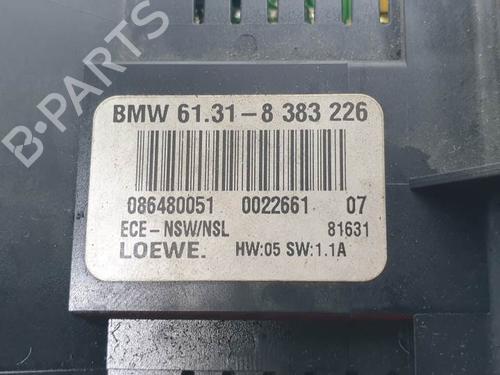 BMW 61.31-8 383 226
086480051 0022661 07
ECE-NSW/NSL 81631
LOEWE. HW:05 SW:1.1A
B-PARTS